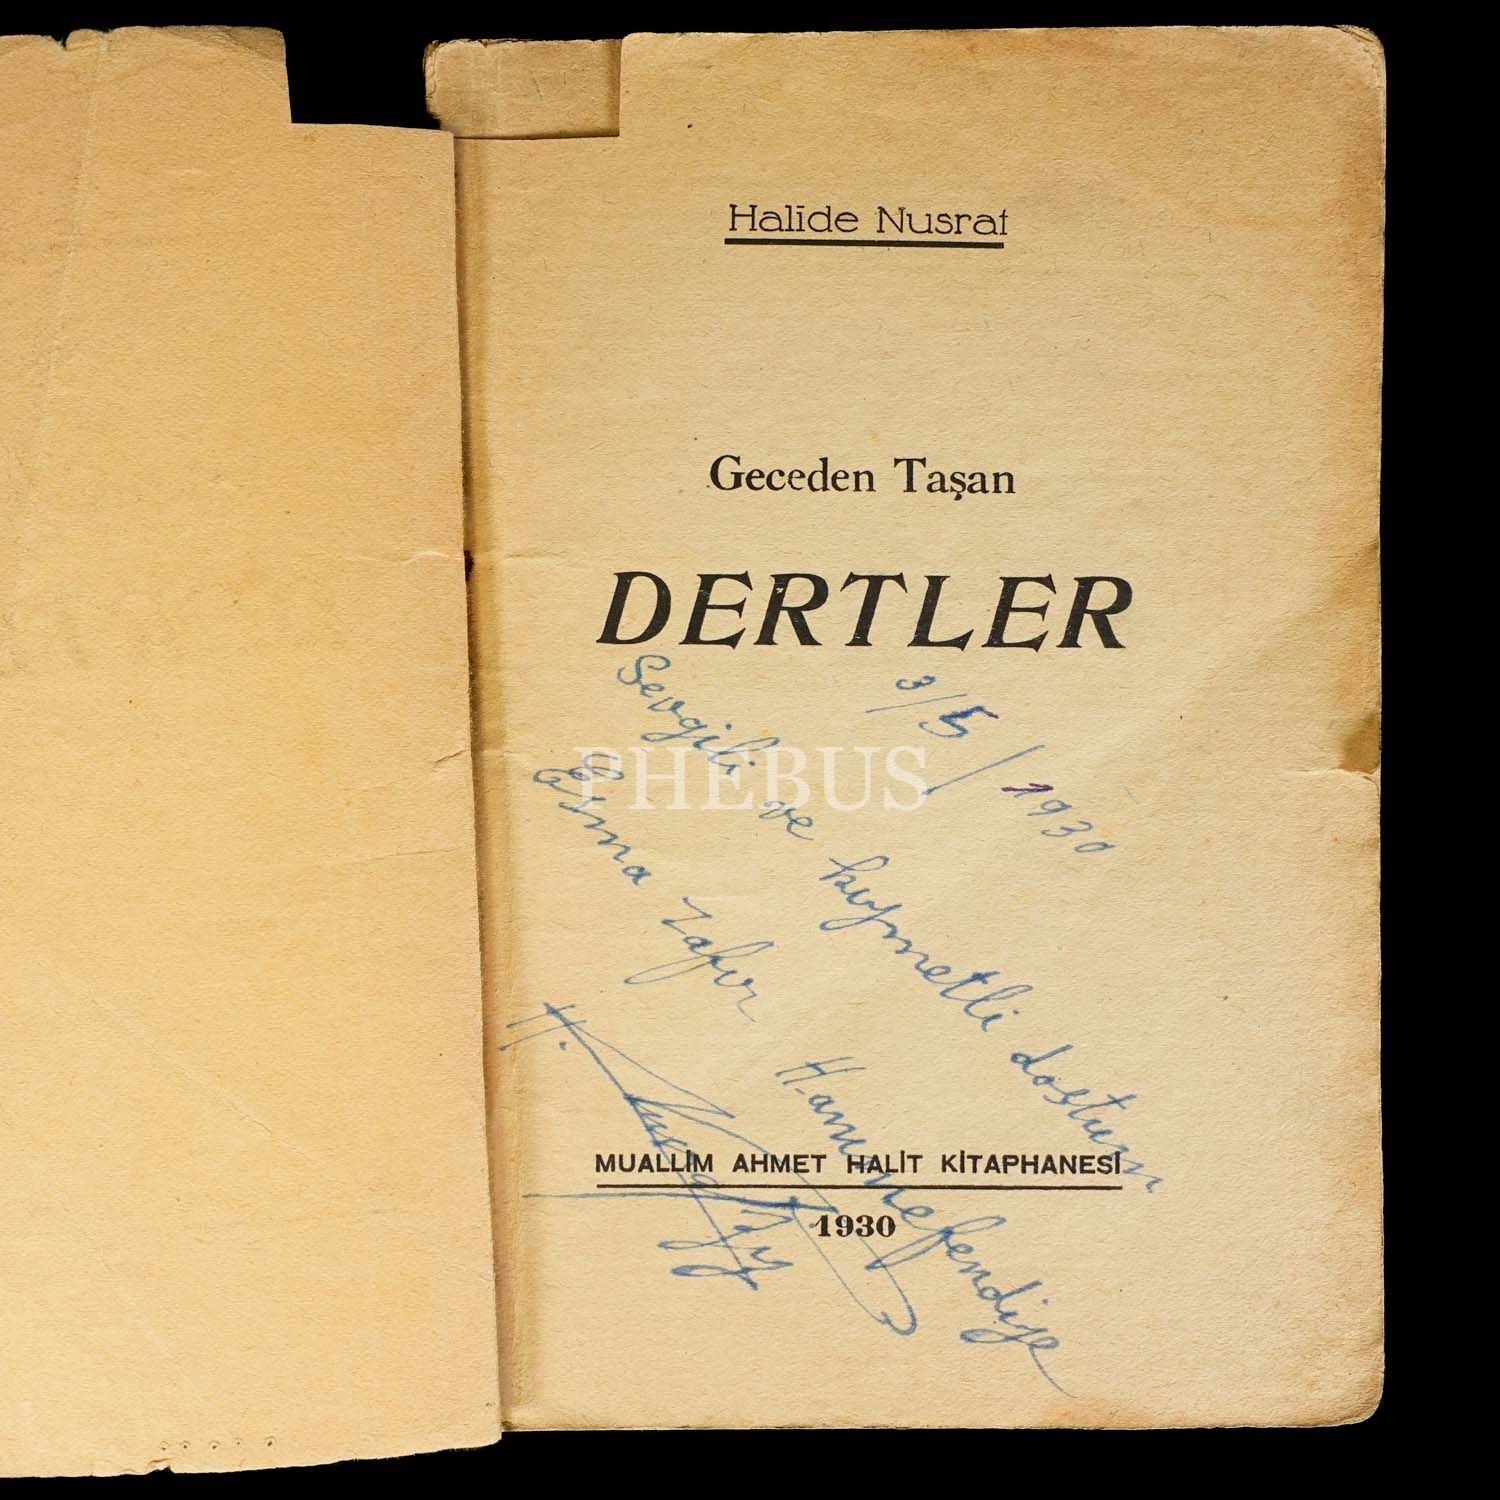 Halide Nusrat
Geceden Taşan
DERTLER
3/5/1930
Sevgili ve kıymetli dostum
Esma Zafir
Hanımefendiye
H. Nusrat
PHEBUS
MUALLİM AHMET HALİT KİTAPHANESİ
1930